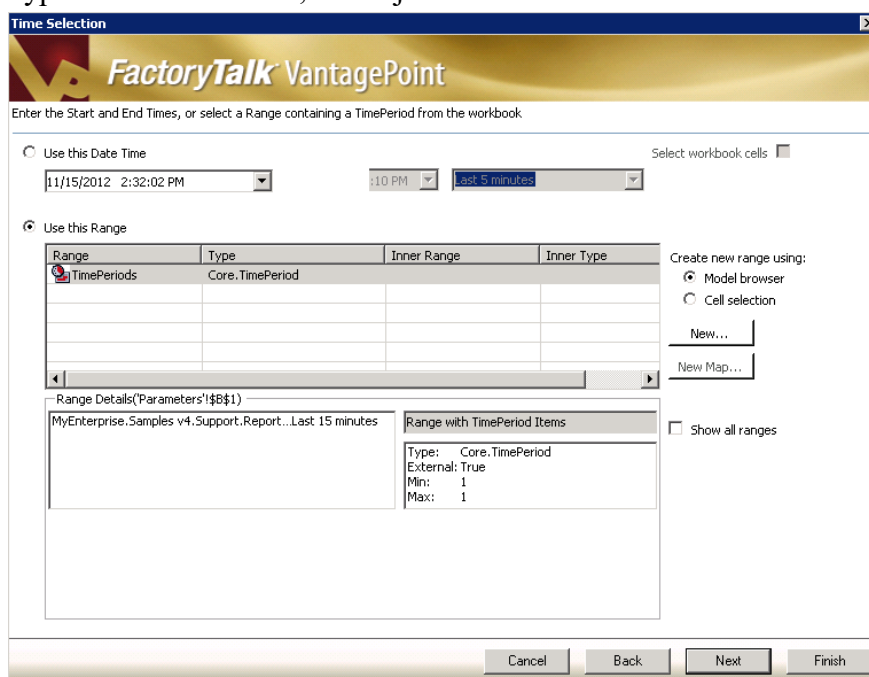 Time Selection
FactoryTalk VantagePoint
Enter the Start and End Times, or select a Range containing a TimePeriod from the workbook
Use this Date Time
Select workbook cells
11/15/2012 2:32:02 PM
:10 PM
Last 5 minutes
Use this Range
Range Type Inner Range Inner Type
TimePeriods Core.TimePeriod
Create new range using:
Model browser
Cell selection
New...
New Map...
Range Details('Parameters'!$B$1)
MyEnterprise.Samples v4.Support.Report...Last 15 minutes
Range with TimePeriod Items
Type: Core.TimePeriod
External: True
Min: 1
Max: 1
Show all ranges
Cancel Back Next Finish